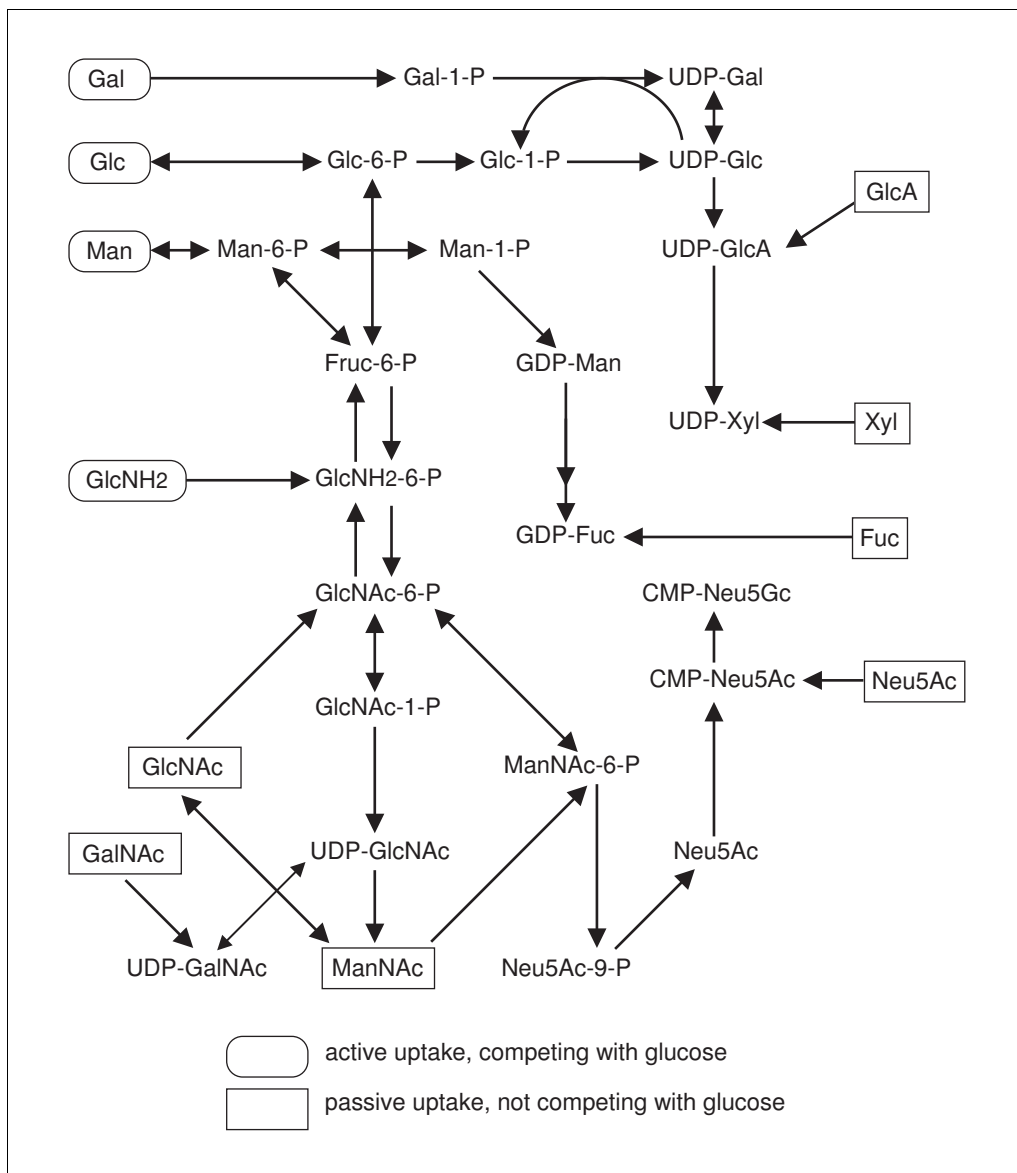 Gal
Gal-1-P
UDP-Gal
Glc
Glc-6-P
Glc-1-P
UDP-Glc
GlcA
Man
Man-6-P
Man-1-P
UDP-GlcA
Fruc-6-P
GDP-Man
UDP-Xyl
Xyl
GlcNH2
GlcNH2-6-P
GDP-Fuc
Fuc
GlcNAc-6-P
CMP-Neu5Gc
CMP-Neu5Ac
Neu5Ac
GlcNAc-1-P
GlcNAc
ManNAc-6-P
GalNAc
UDP-GlcNAc
Neu5Ac
UDP-GalNAc
ManNAc
Neu5Ac-9-P
active uptake, competing with glucose
passive uptake, not competing with glucose